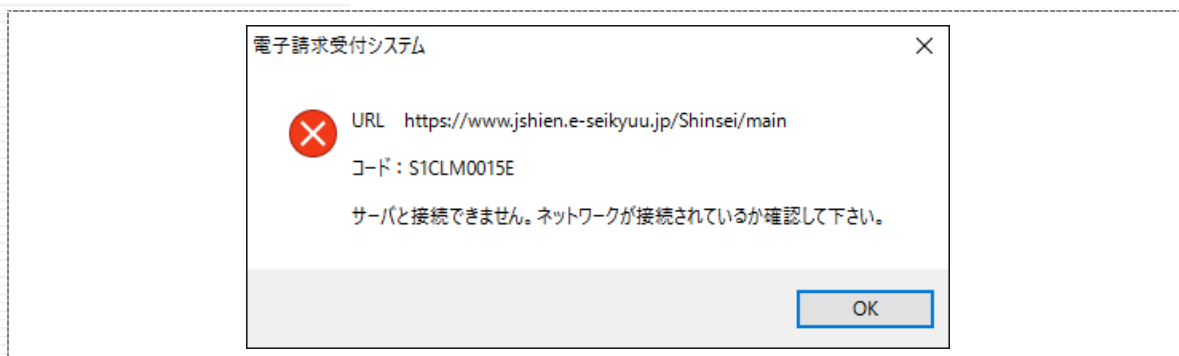 電子請求受付システム
URL　https://www.jshien.e-seikyuu.jp/Shinsei/main
コード：S1CLM0015E
サーバと接続できません。ネットワークが接続されているか確認して下さい。
OK